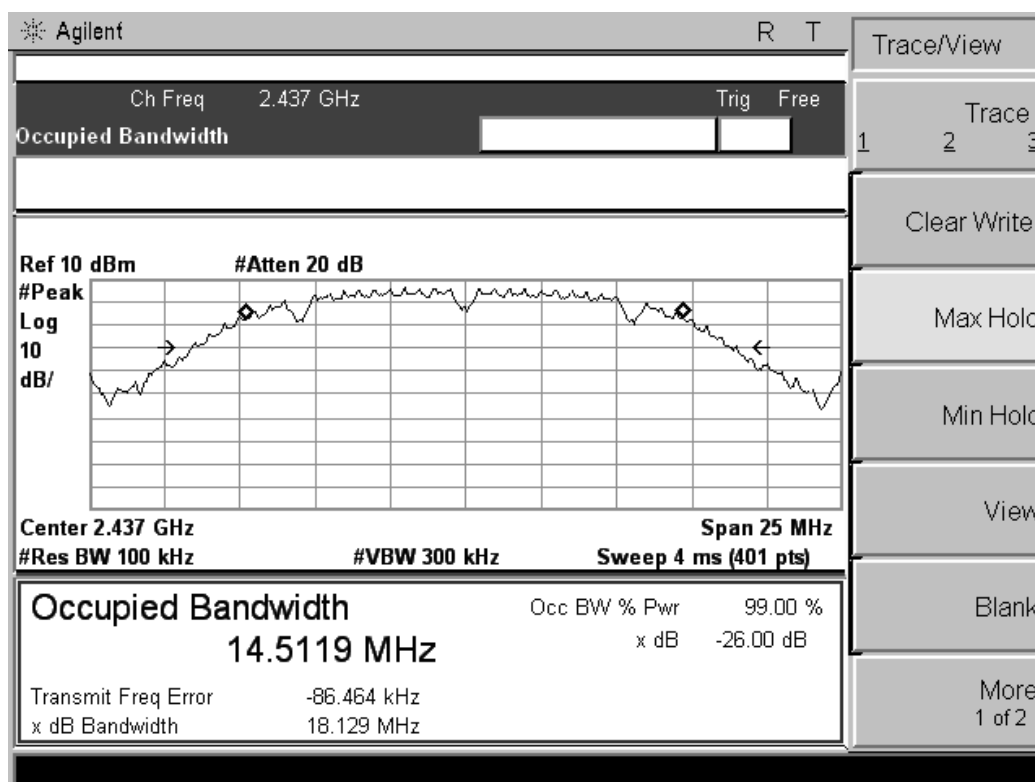 Agilent R T
Trace/View
Ch Freq 2.437 GHz Trig Free
Occupied Bandwidth
Trace
1 2 3
Clear Write
Max Hold
Min Hold
View
Blank
More
1 of 2
Ref 10 dBm #Atten 20 dB
#Peak
Log
10
dB/
Center 2.437 GHz Span 25 MHz
#Res BW 100 kHz #VBW 300 kHz Sweep 4 ms (401 pts)
Occupied Bandwidth
14.5119 MHz
Occ BW % Pwr 99.00 %
x dB -26.00 dB
Transmit Freq Error -86.464 kHz
x dB Bandwidth 18.129 MHz